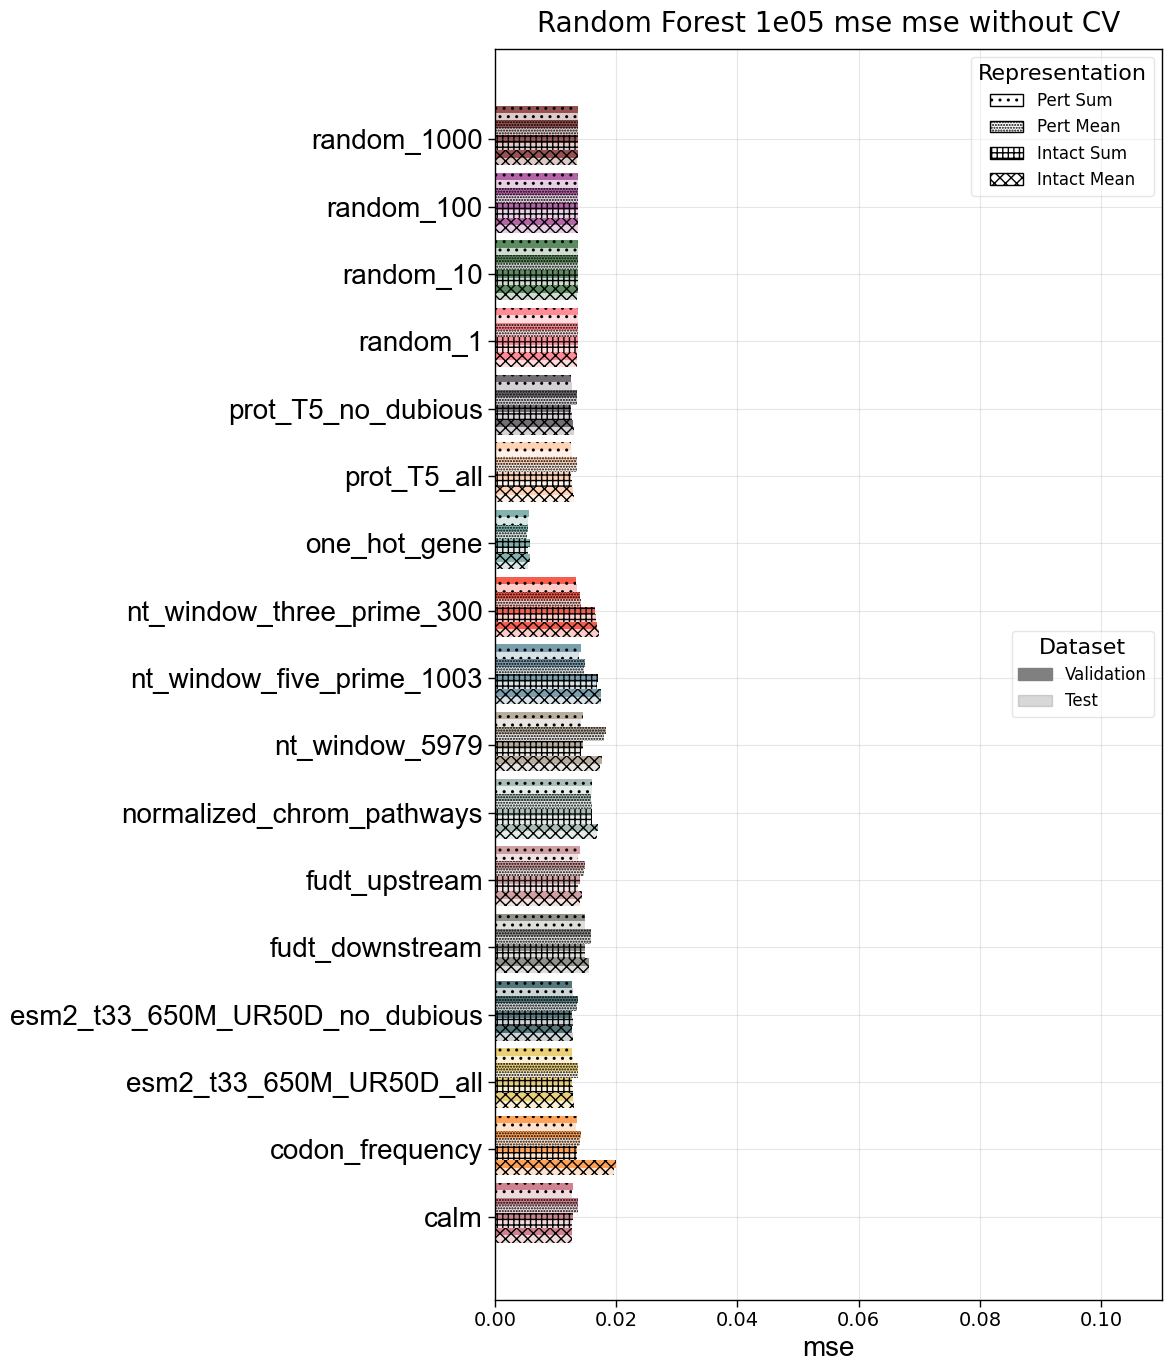 Random Forest 1e05 mse mse without CV
Representation
Pert Sum
Pert Mean
Intact Sum
Intact Mean
random_1000
random_100
random_10
random_1
prot_T5_no_dubious
prot_T5_all
one_hot_gene
nt_window_three_prime_300
nt_window_five_prime_1003
Dataset
Validation
Test
nt_window_5979
normalized_chrom_pathways
fudt_upstream
fudt_downstream
esm2_t33_650M_UR50D_no_dubious
esm2_t33_650M_UR50D_all
codon_frequency
calm
0.00 0.02 0.04 0.06 0.08 0.10
mse